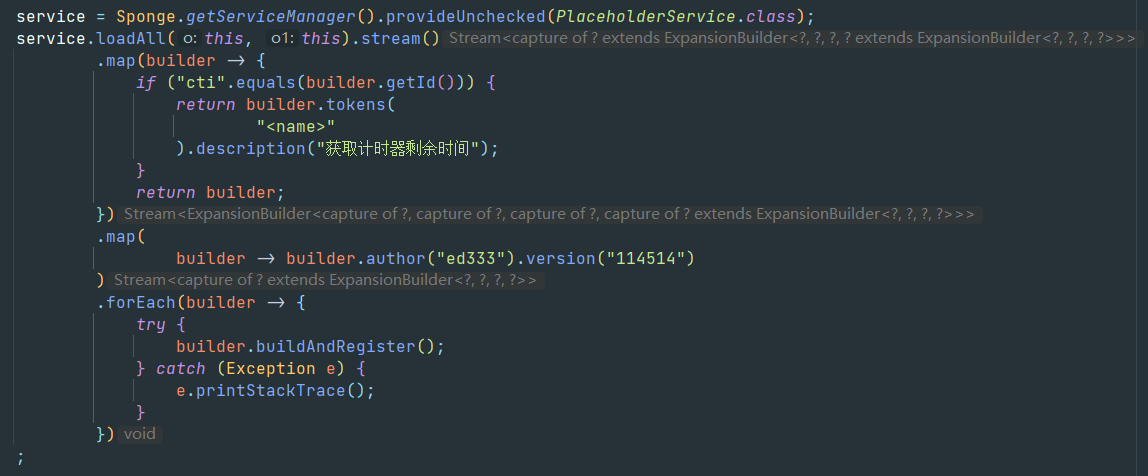 service = Sponge.getServiceManager().provideUnchecked(PlaceholderService.class);
service.loadAll( o: this, o1: this).stream() Stream<capture of ? extends ExpansionBuilder<?, ?, ?, ? extends ExpansionBuilder<?, ?, ?, ?>>>
.map(builder -> {
if ("cti".equals(builder.getId())) {
return builder.tokens(
"<name>"
).description("获取计时器剩余时间");
}
return builder;
}) Stream<ExpansionBuilder<capture of ?, capture of ?, capture of ?, capture of ? extends ExpansionBuilder<?, ?, ?, ?>>>
.map(
builder -> builder.author("ed333").version("114514")
) Stream<capture of ? extends ExpansionBuilder<?, ?, ?, ?>>
.forEach(builder -> {
try {
builder.buildAndRegister();
} catch (Exception e) {
e.printStackTrace();
}
}) void
;